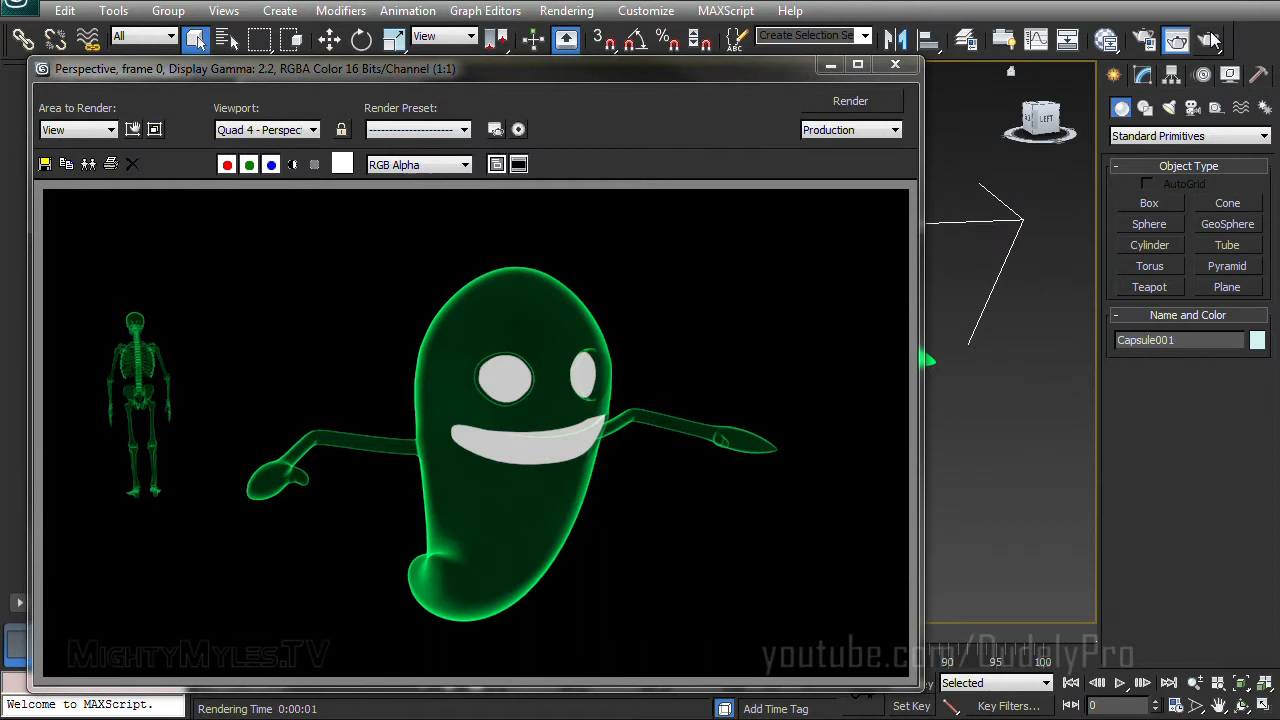 Edit Tools Group Views Create Modifiers Animation Graph Editors Rendering Customize MAXScript Help
All
View
3
Create Selection Se
Perspective, frame 0, Display Gamma: 2.2, RGBA Color 16 Bits/Channel (1:1)
Area to Render:
View
Viewport:
Quad 4 - Perspect
Render Preset:
Render
Production
RGB Alpha
LEFT
Standard Primitives
Object Type
AutoGrid
Box Cone
Sphere GeoSphere
Cylinder Tube
Torus Pyramid
Teapot Plane
Name and Color
Capsule001
MightyMyles.TV
youtube.com/DudelyPro
90 95 100
Welcome to MAXScript.
Rendering Time 0:00:01
Add Time Tag
Selected
Set Key
Key Filters...
0